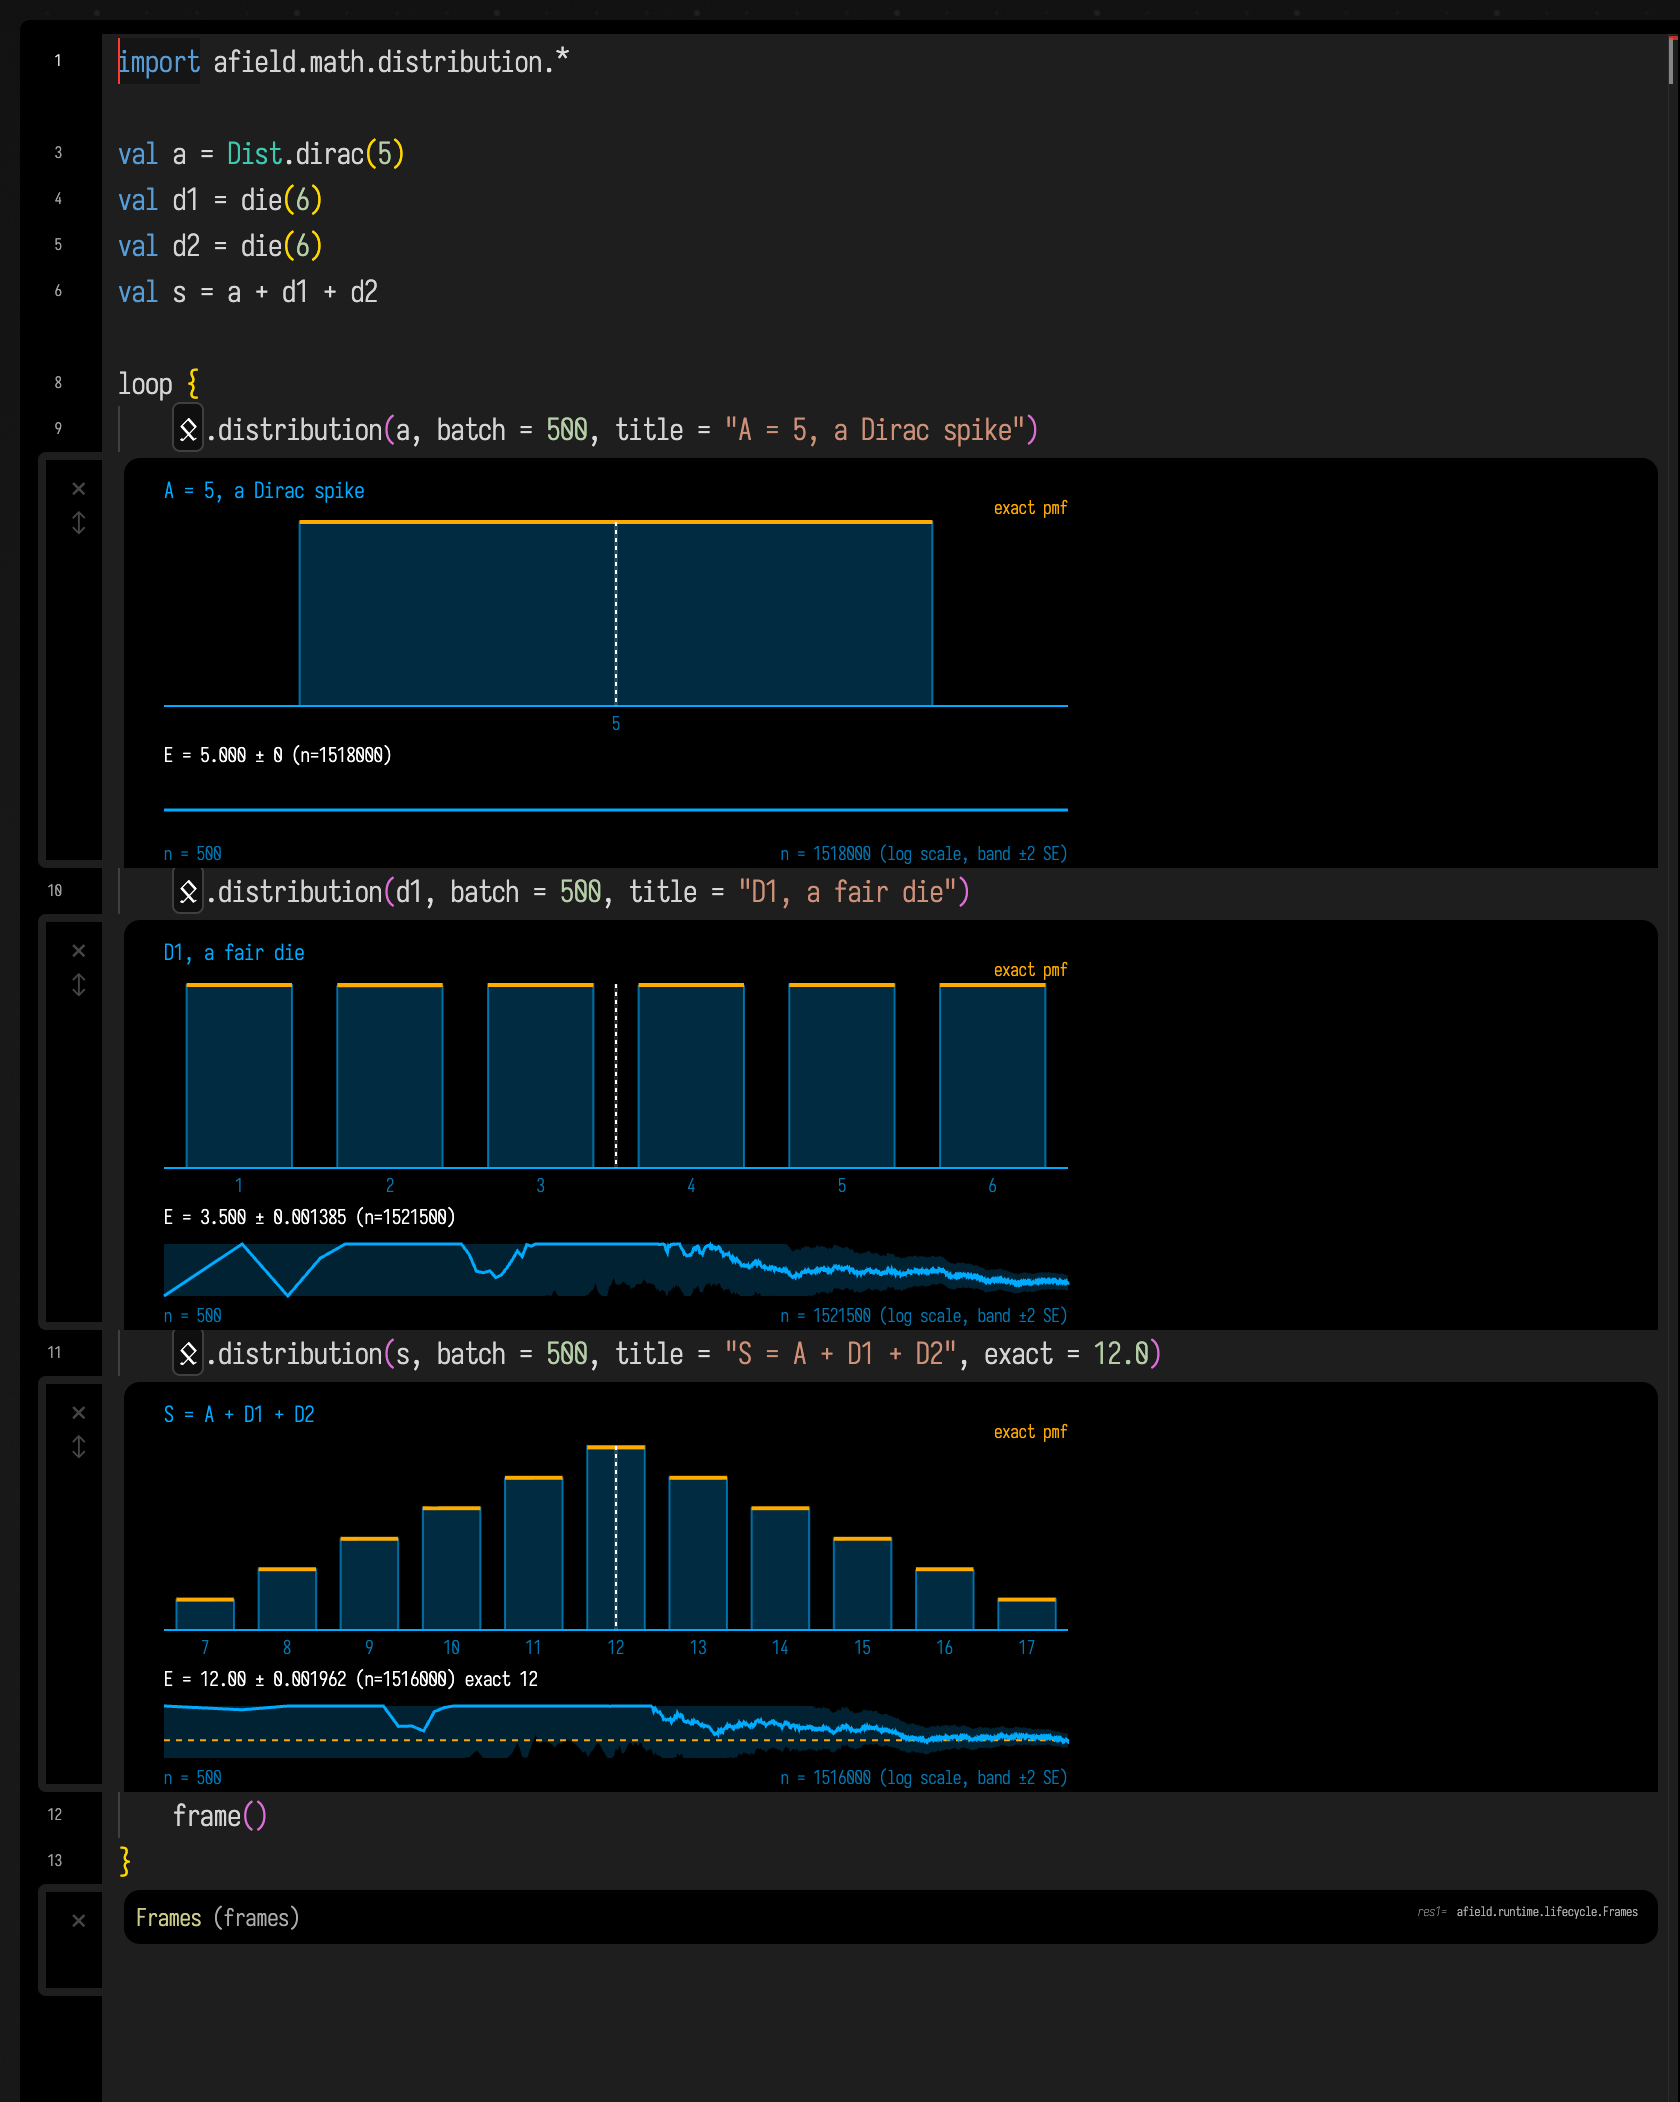 1 import afield.math.distribution.*
3 val a = Dist.dirac(5)
4 val d1 = die(6)
5 val d2 = die(6)
6 val s = a + d1 + d2
8 loop {
9 ᛟ.distribution(a, batch = 500, title = "A = 5, a Dirac spike")
A = 5, a Dirac spike
exact pmf
5
E = 5.000 ± 0 (n=1518000)
n = 500 n = 1518000 (log scale, band ±2 SE)
10 ᛟ.distribution(d1, batch = 500, title = "D1, a fair die")
D1, a fair die
exact pmf
1 2 3 4 5 6
E = 3.500 ± 0.001385 (n=1521500)
n = 500 n = 1521500 (log scale, band ±2 SE)
11 ᛟ.distribution(s, batch = 500, title = "S = A + D1 + D2", exact = 12.0)
S = A + D1 + D2
exact pmf
7 8 9 10 11 12 13 14 15 16 17
E = 12.00 ± 0.001962 (n=1516000) exact 12
n = 500 n = 1516000 (log scale, band ±2 SE)
12 frame()
13 }
Frames (frames) res1= afield.runtime.lifecycle.Frames